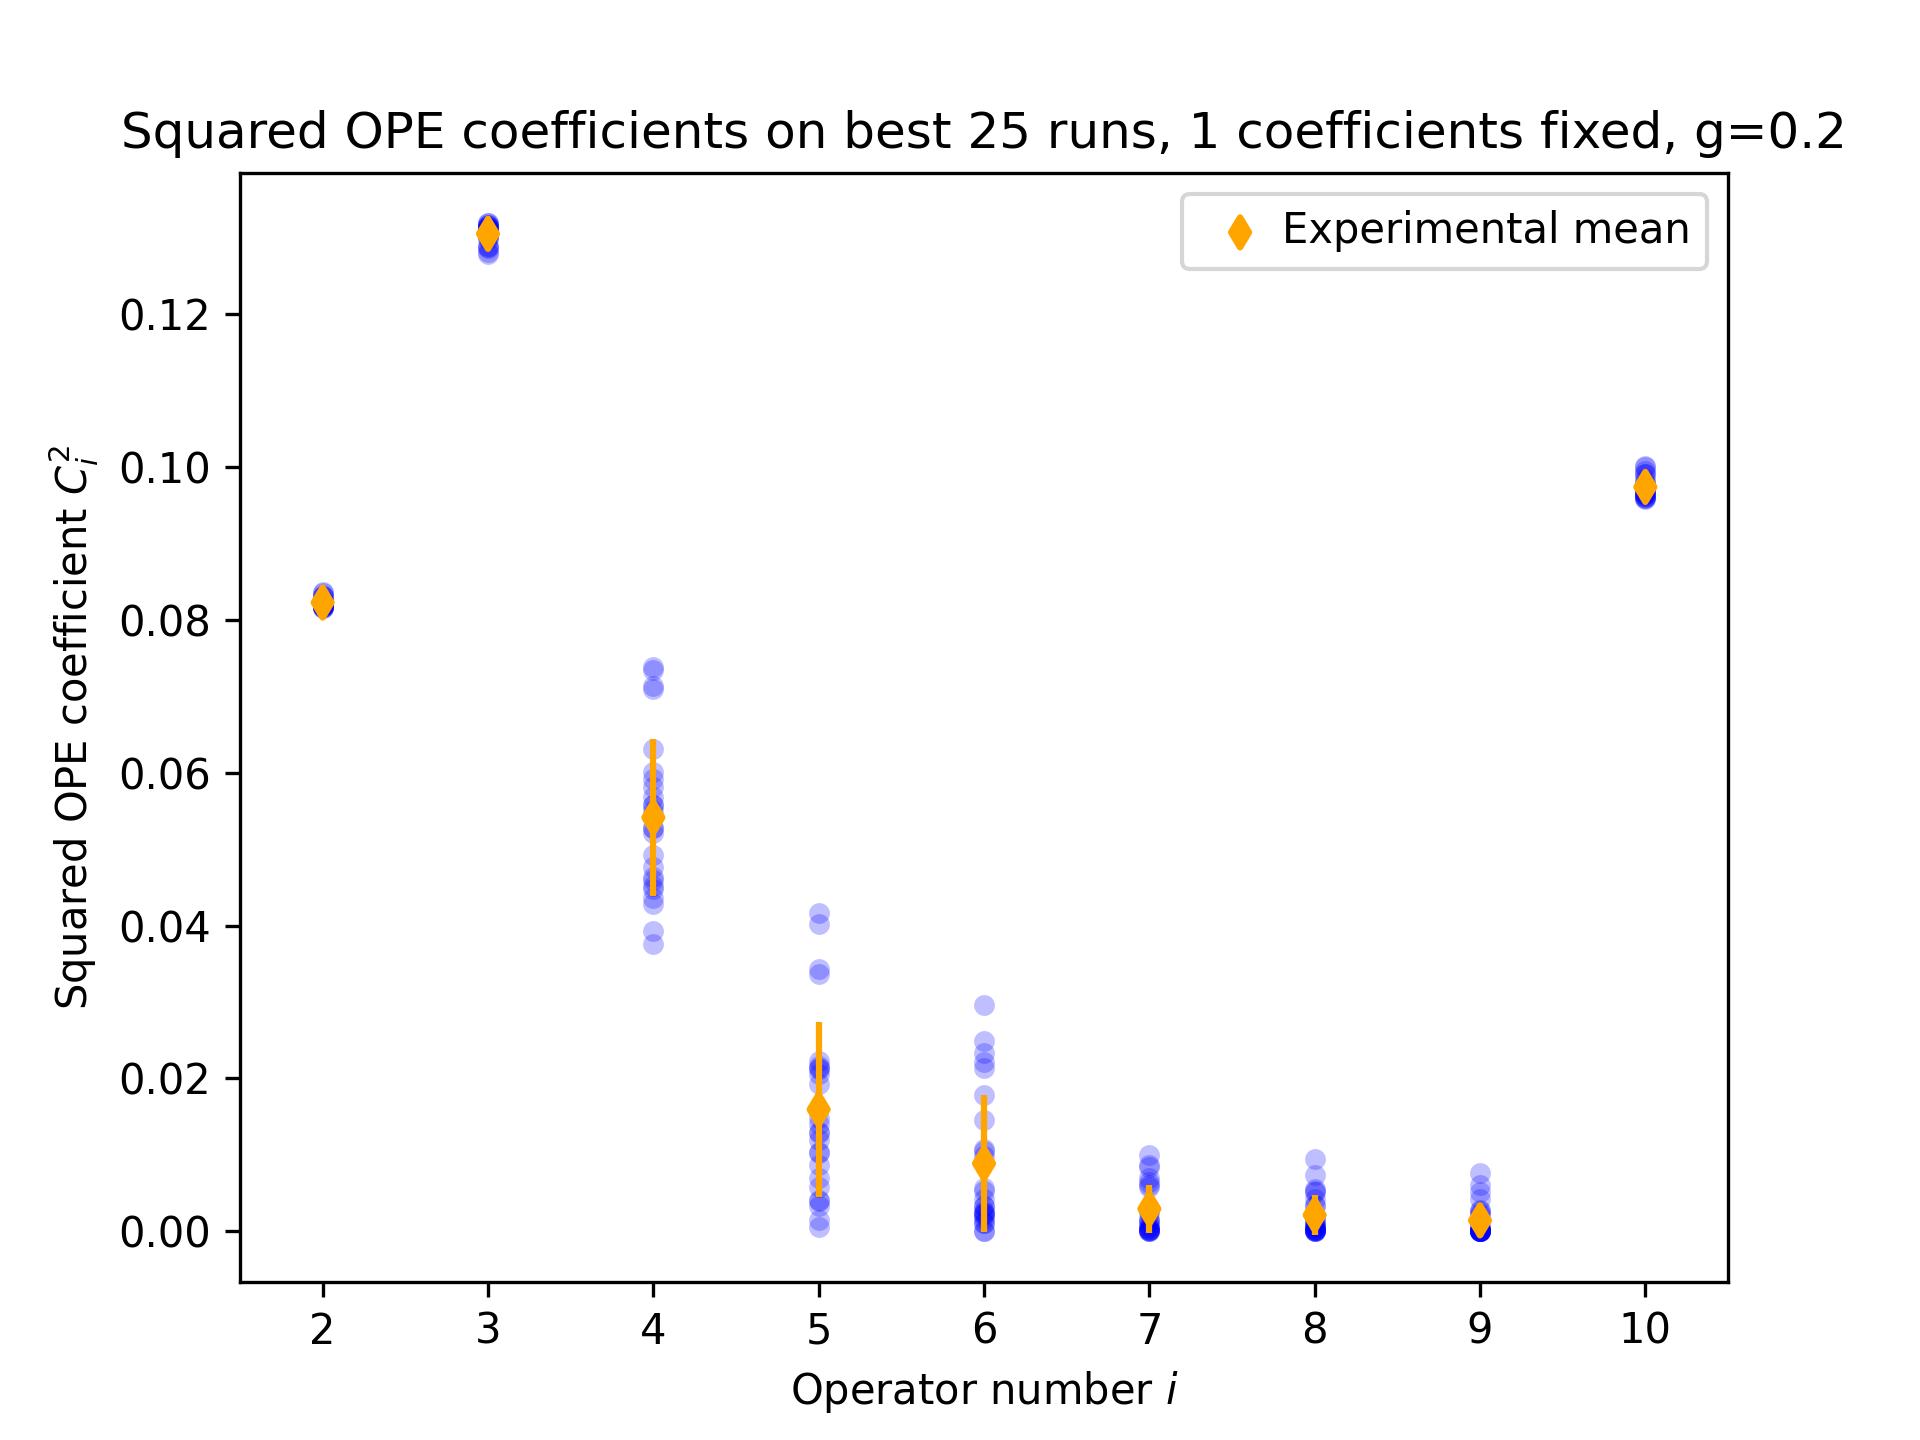 Squared OPE coefficients on best 25 runs, 1 coefficients fixed, g=0.2
Experimental mean
Squared OPE coefficient $C_i^2$
0.12
0.10
0.08
0.06
0.04
0.02
0.00
2 3 4 5 6 7 8 9 10
Operator number i